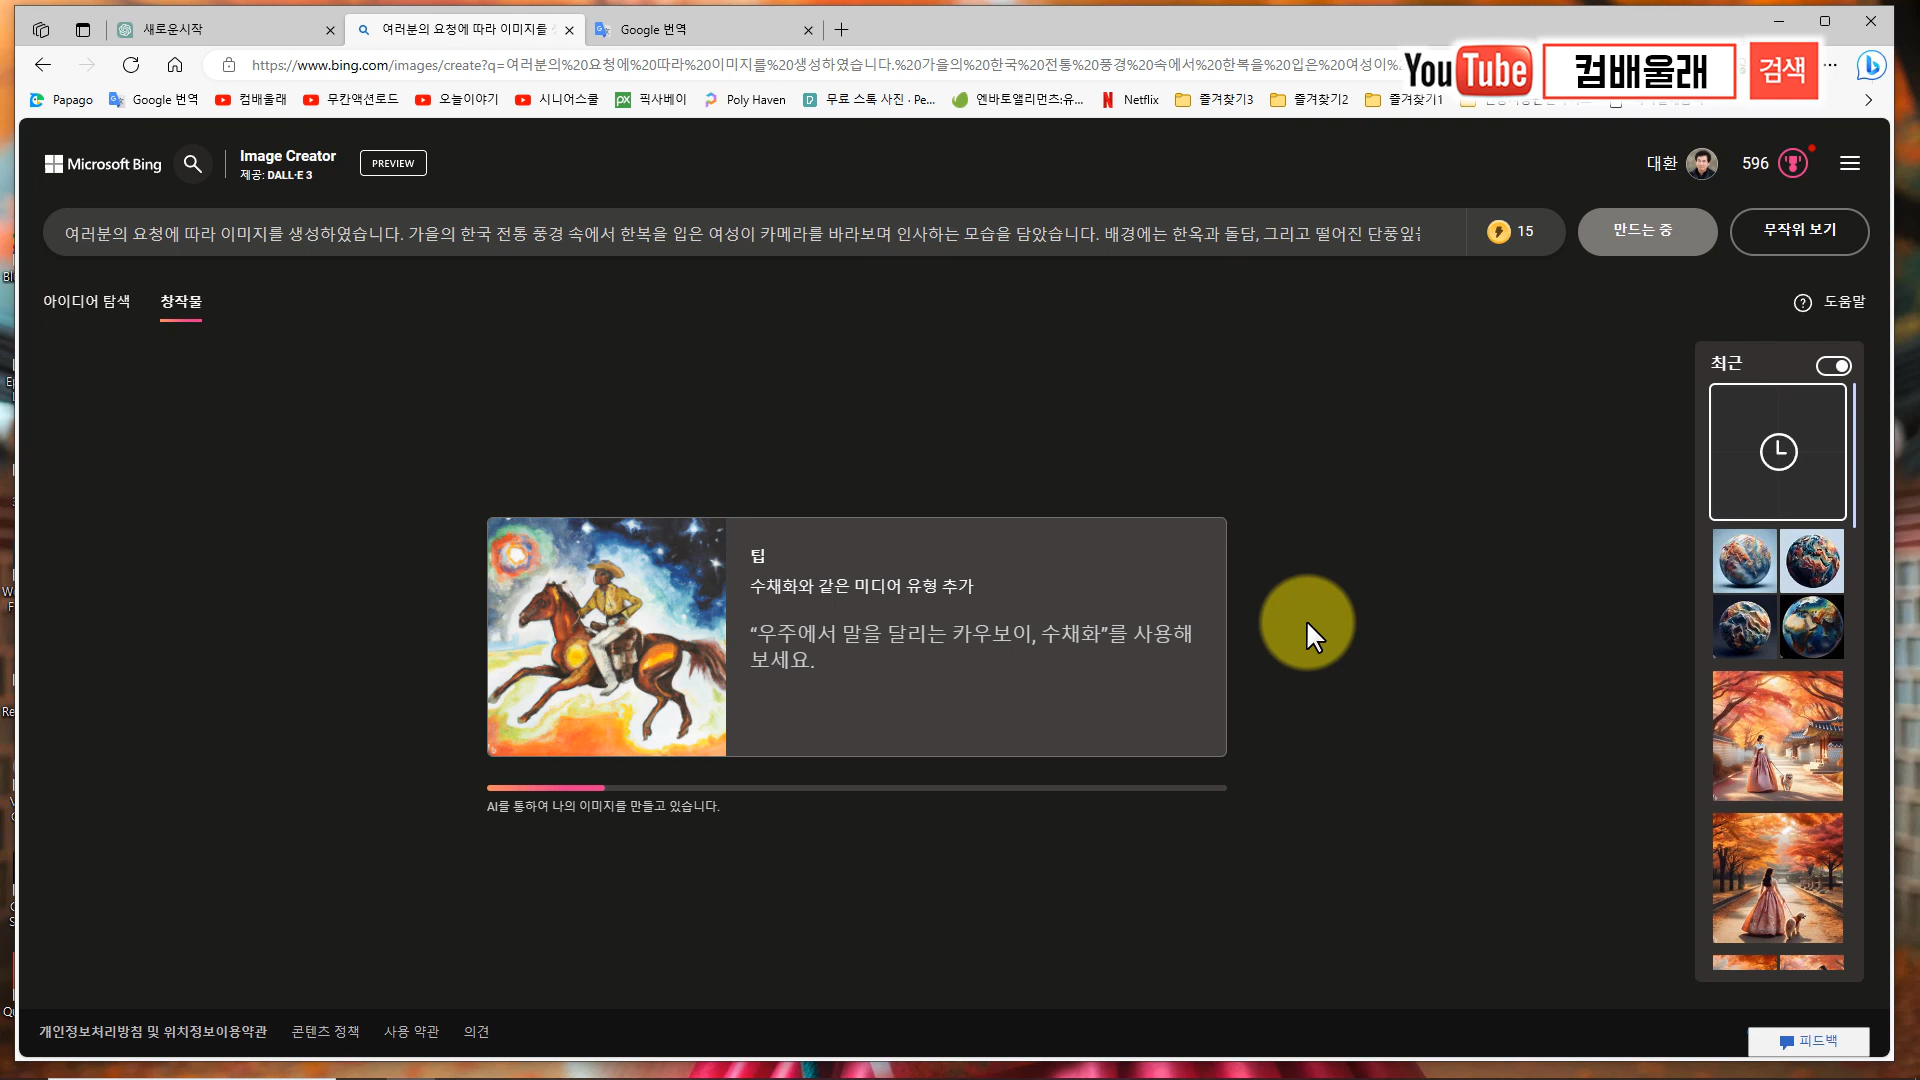 새로운시작
여러분의 요청에 따라 이미지를
Google 번역
https://www.bing.com/images/create?q=여러분의%20요청에%20따라%20이미지를%20생성하였습니다.%20가을의%20한국%20전통%20풍경%20속에서%20한복을%20입은%20여성이%
YouTube 컴배울래 검색
Papago
Google 번역
컴배울래
무칸액션로드
오늘이야기
시니어스쿨
픽사베이
Poly Haven
무료 스톡 사진 · Pe...
엔바토앨리먼츠:유...
Netflix
즐겨찾기3
즐겨찾기2
즐겨찾기1
Microsoft Bing
Image Creator
제공: DALL·E 3
PREVIEW
대환
596
여러분의 요청에 따라 이미지를 생성하였습니다. 가을의 한국 전통 풍경 속에서 한복을 입은 여성이 카메라를 바라보며 인사하는 모습을 담았습니다. 배경에는 한옥과 돌담, 그리고 떨어진 단풍잎들
15
만드는 중
무작위 보기
아이디어 탐색
창작물
도움말
최근
팁
수채화와 같은 미디어 유형 추가
“우주에서 말을 달리는 카우보이, 수채화”를 사용해
보세요.
AI를 통하여 나의 이미지를 만들고 있습니다.
개인정보처리방침 및 위치정보이용약관
콘텐츠 정책
사용 약관
의견
피드백